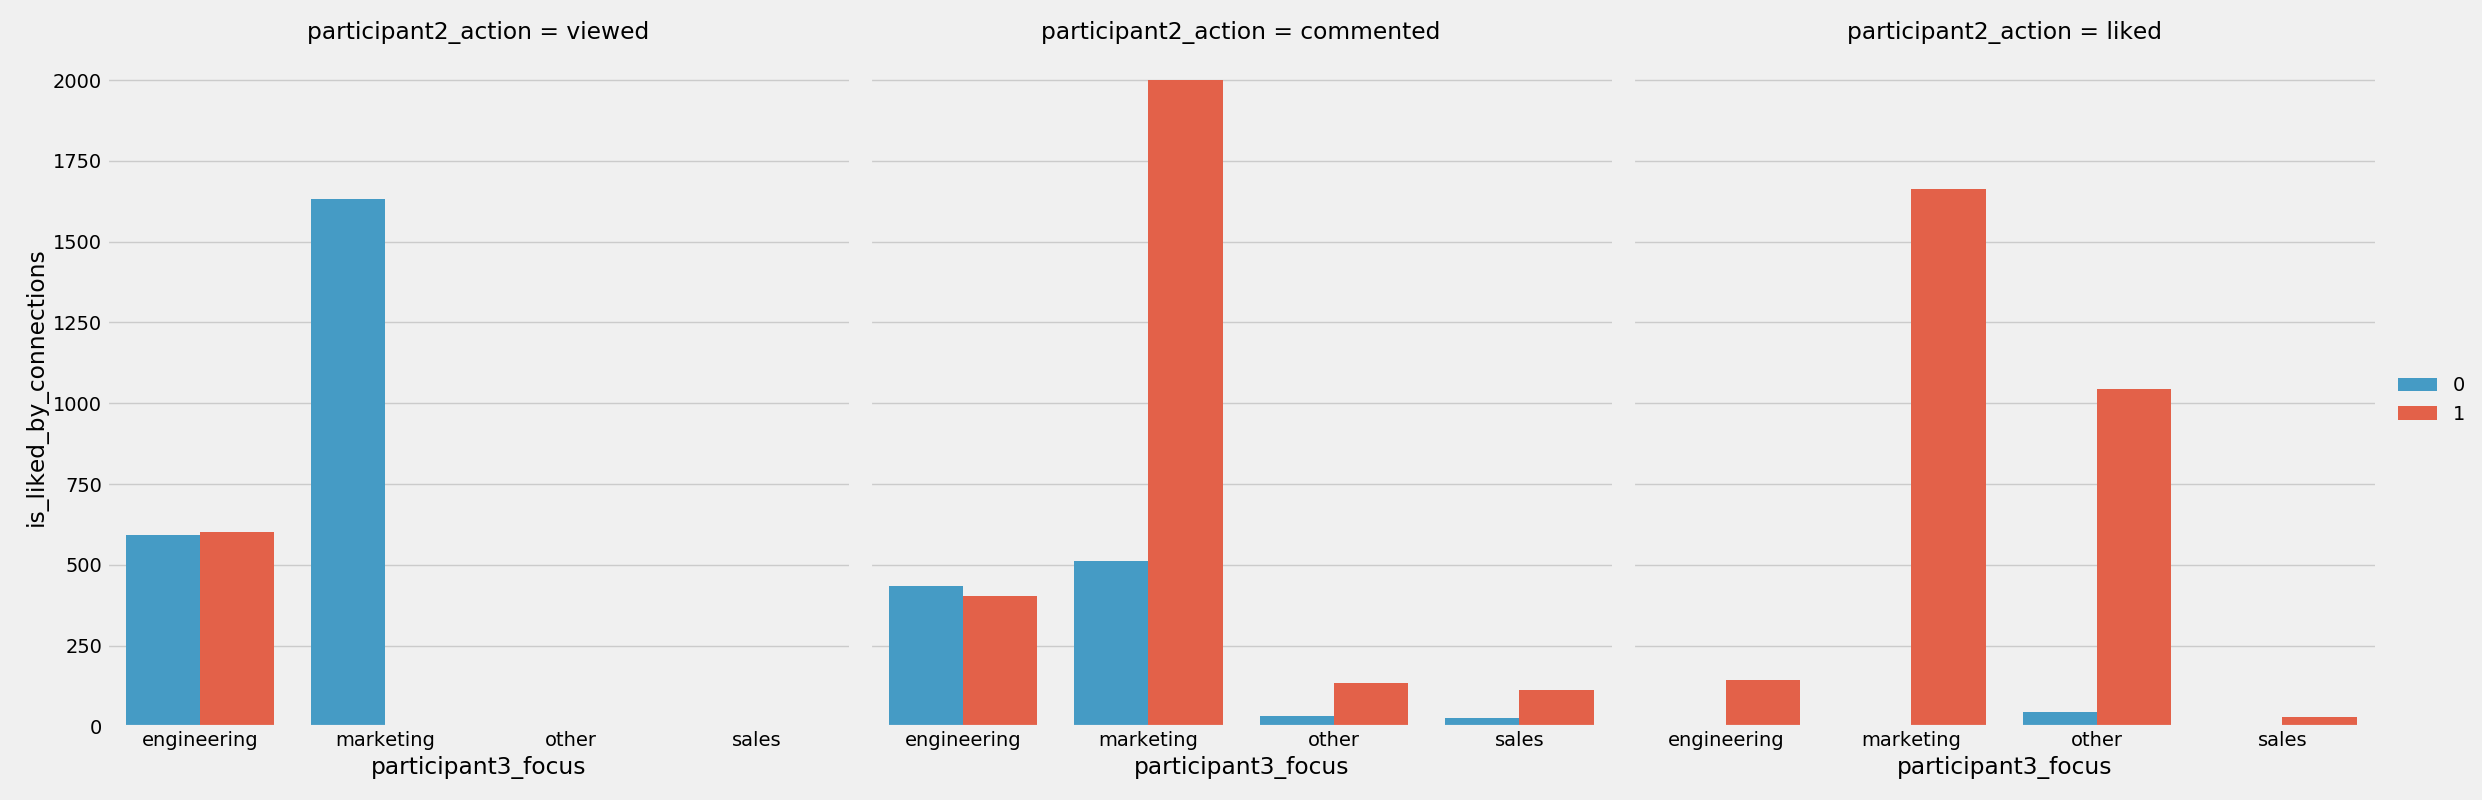 participant2_action = viewed
participant2_action = commented
participant2_action = liked
is_liked_by_connections
2000
1750
1500
1250
1000
750
500
250
0
engineering marketing other sales
engineering marketing other sales
engineering marketing other sales
participant3_focus
participant3_focus
participant3_focus
0
1